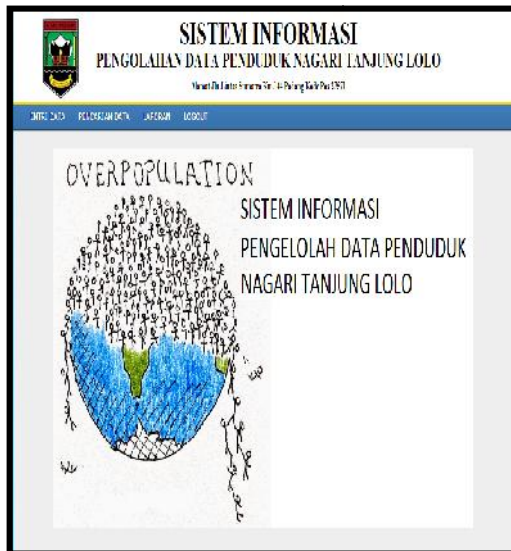 SISTEM INFORMASI
PENGOLAHAN DATA PENDUDUK NAGARI TANJUNG LOLO
ENTRI DATA PENCARIAN DATA LAPORAN LOGOUT
OVERPOPULATION
SISTEM INFORMASI
PENGELOLAH DATA PENDUDUK
NAGARI TANJUNG LOLO